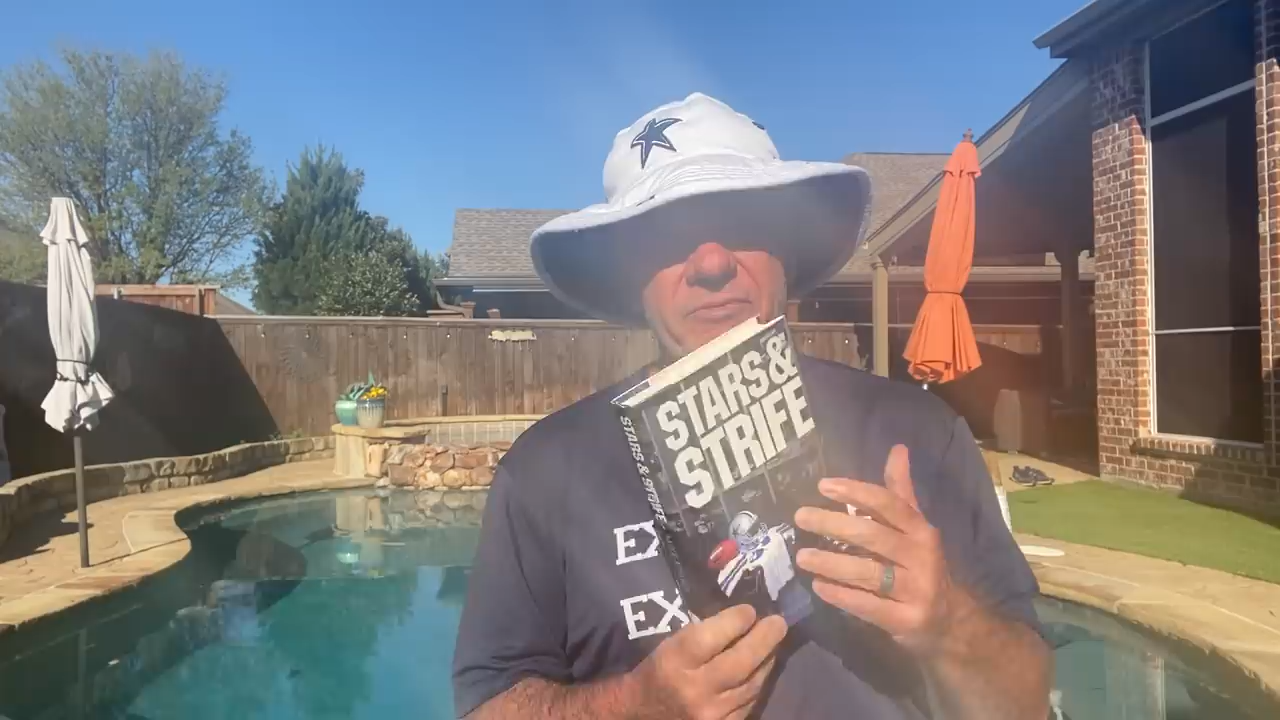 STARS &
STRIFE
STARS & STRIFE
EX
EX